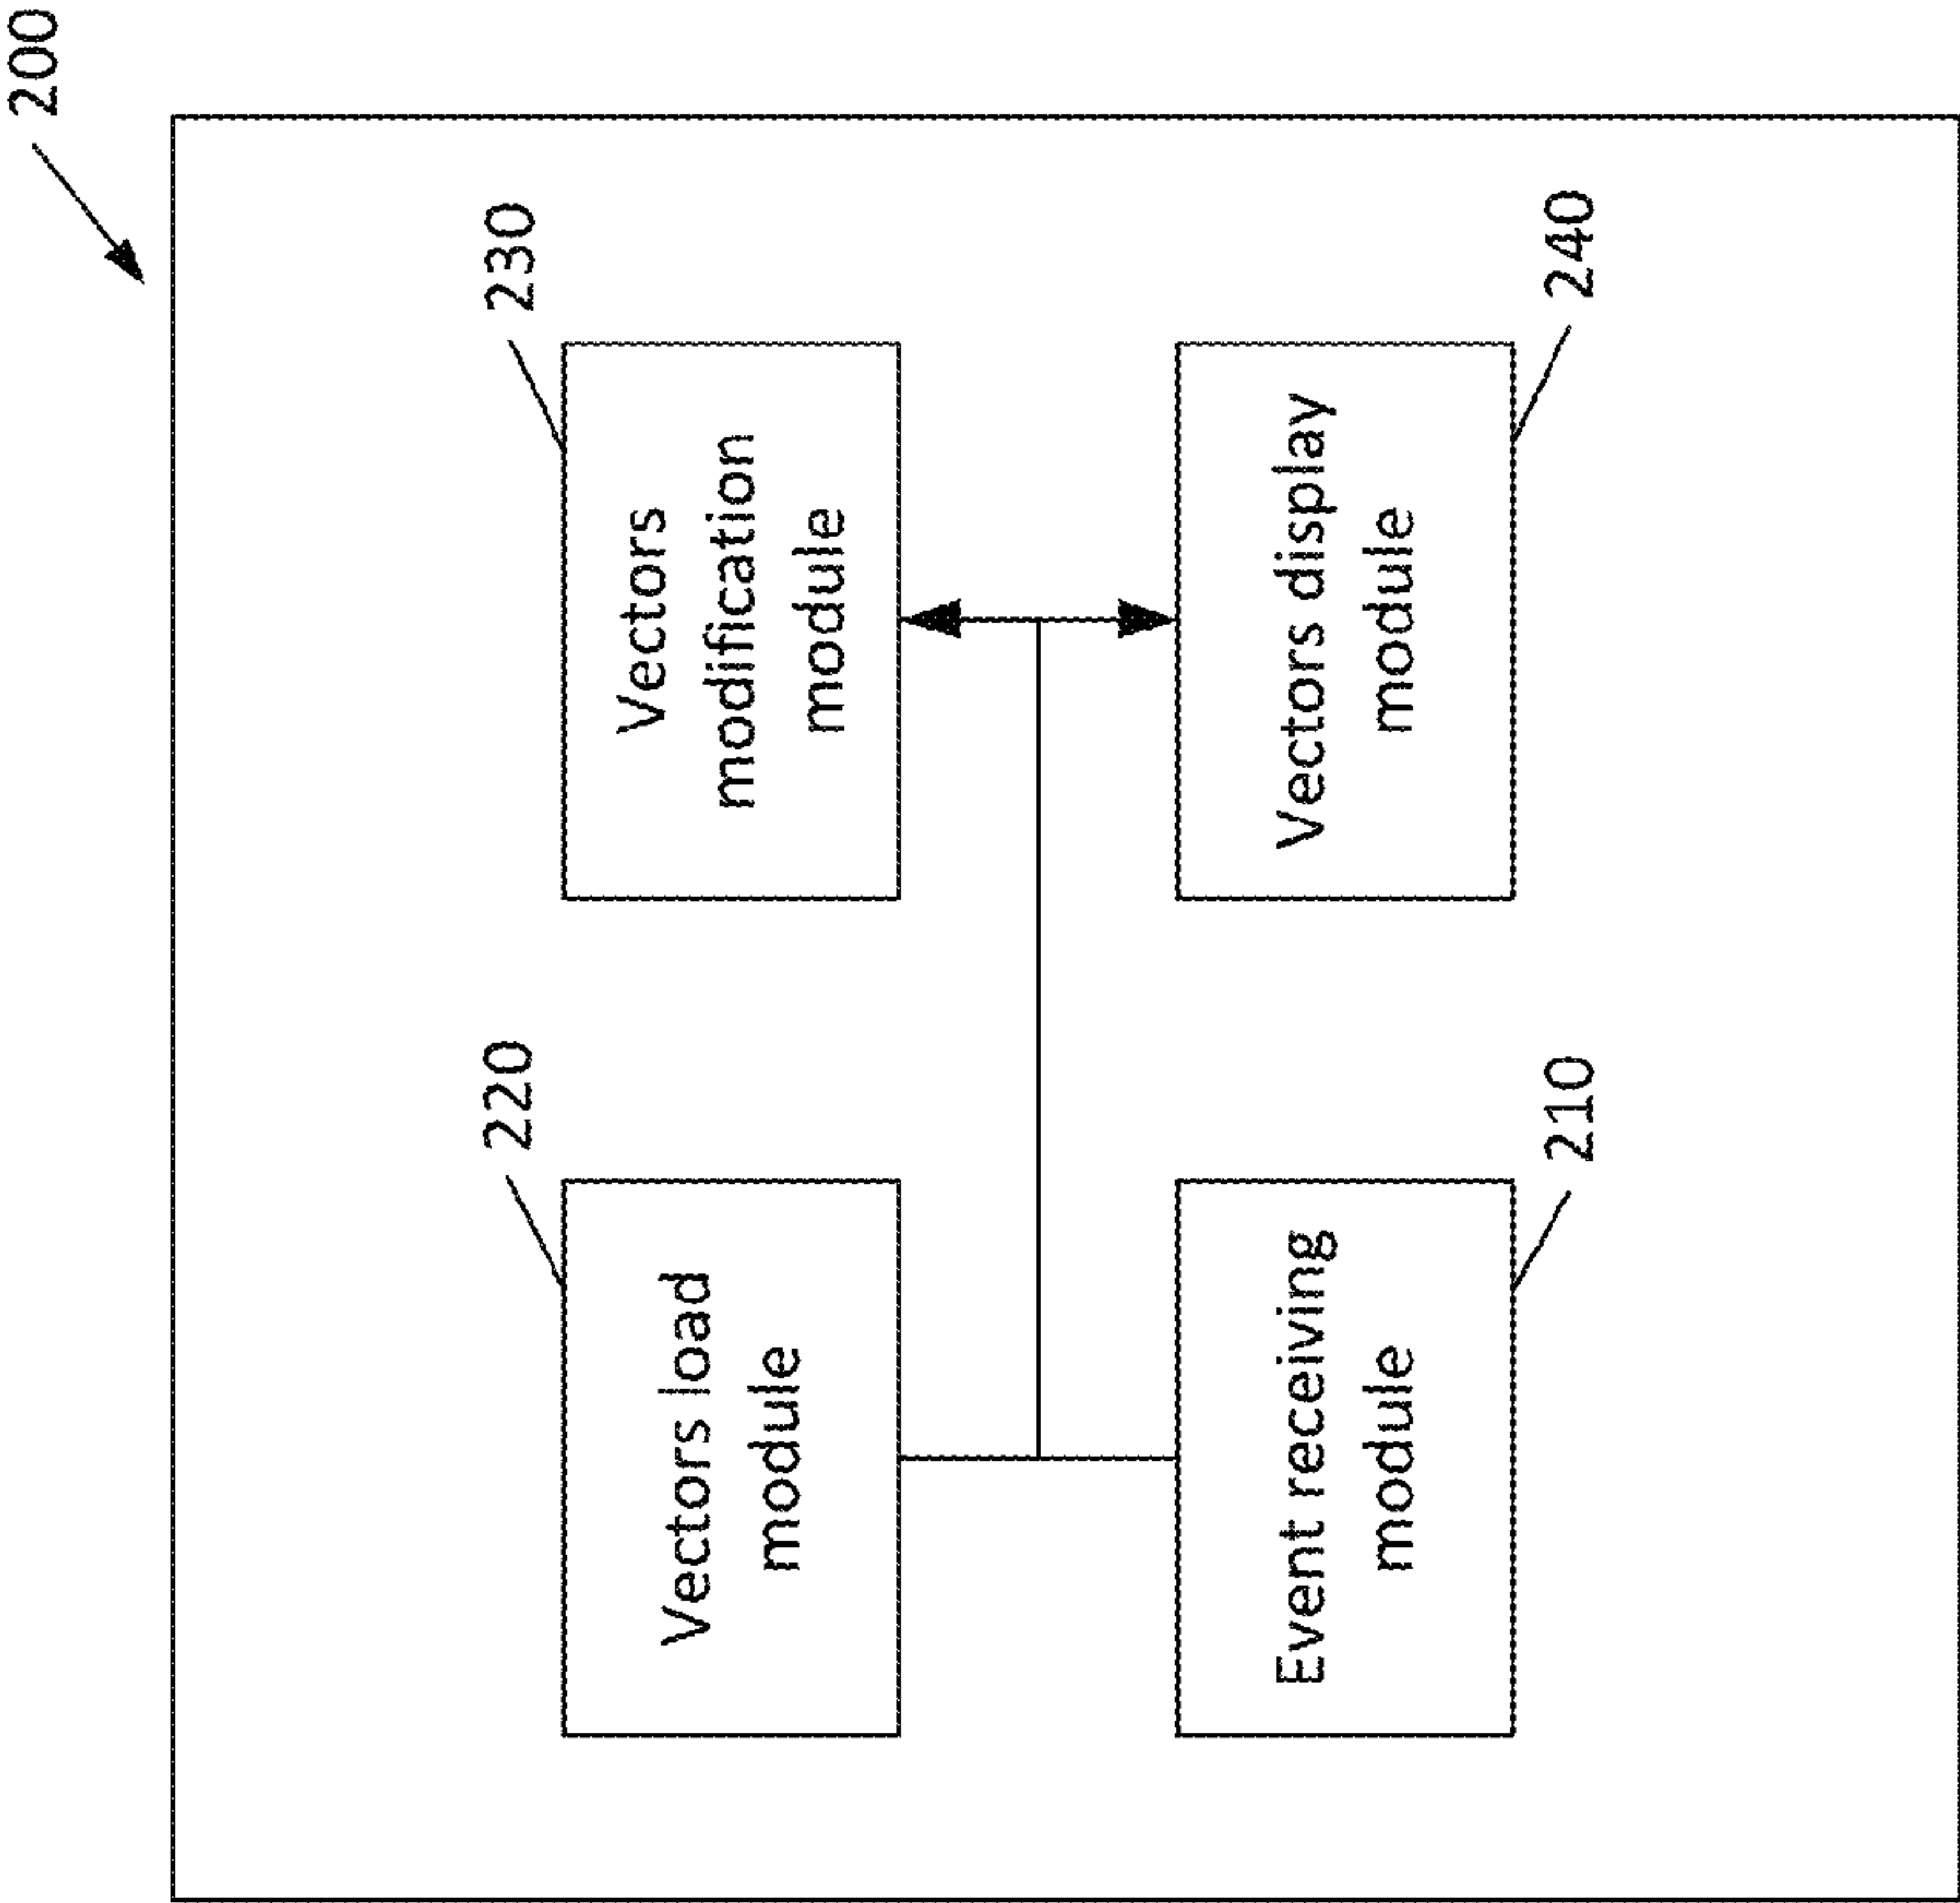 200
220
230
Vectors load
module
Vectors
modification
module
Event receiving
module
Vectors display
module
210
240